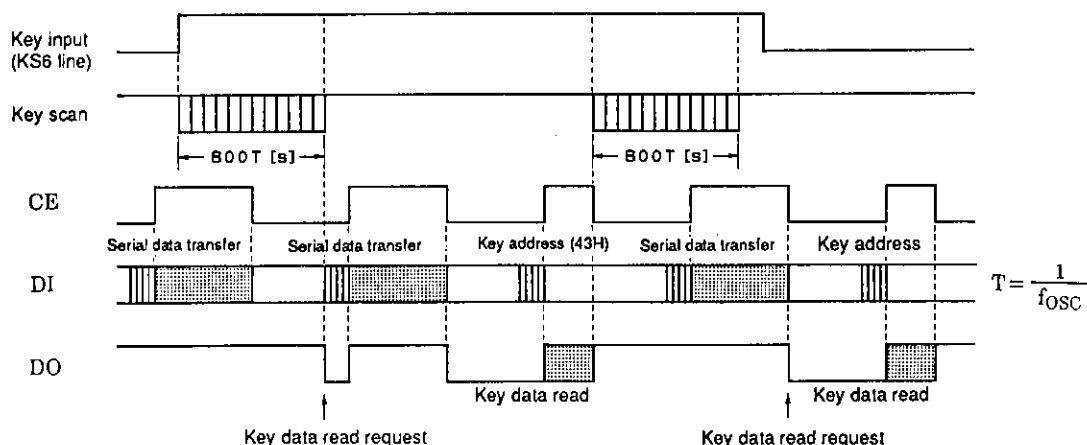 Key input
(KS6 line)
Key scan
800T [s]
800T [s]
CE
Serial data transfer
Serial data transfer
Key address (43H)
Serial data transfer
Key address
DI
T = 1
fOSC
DO
Key data read
Key data read
Key data read request
Key data read request